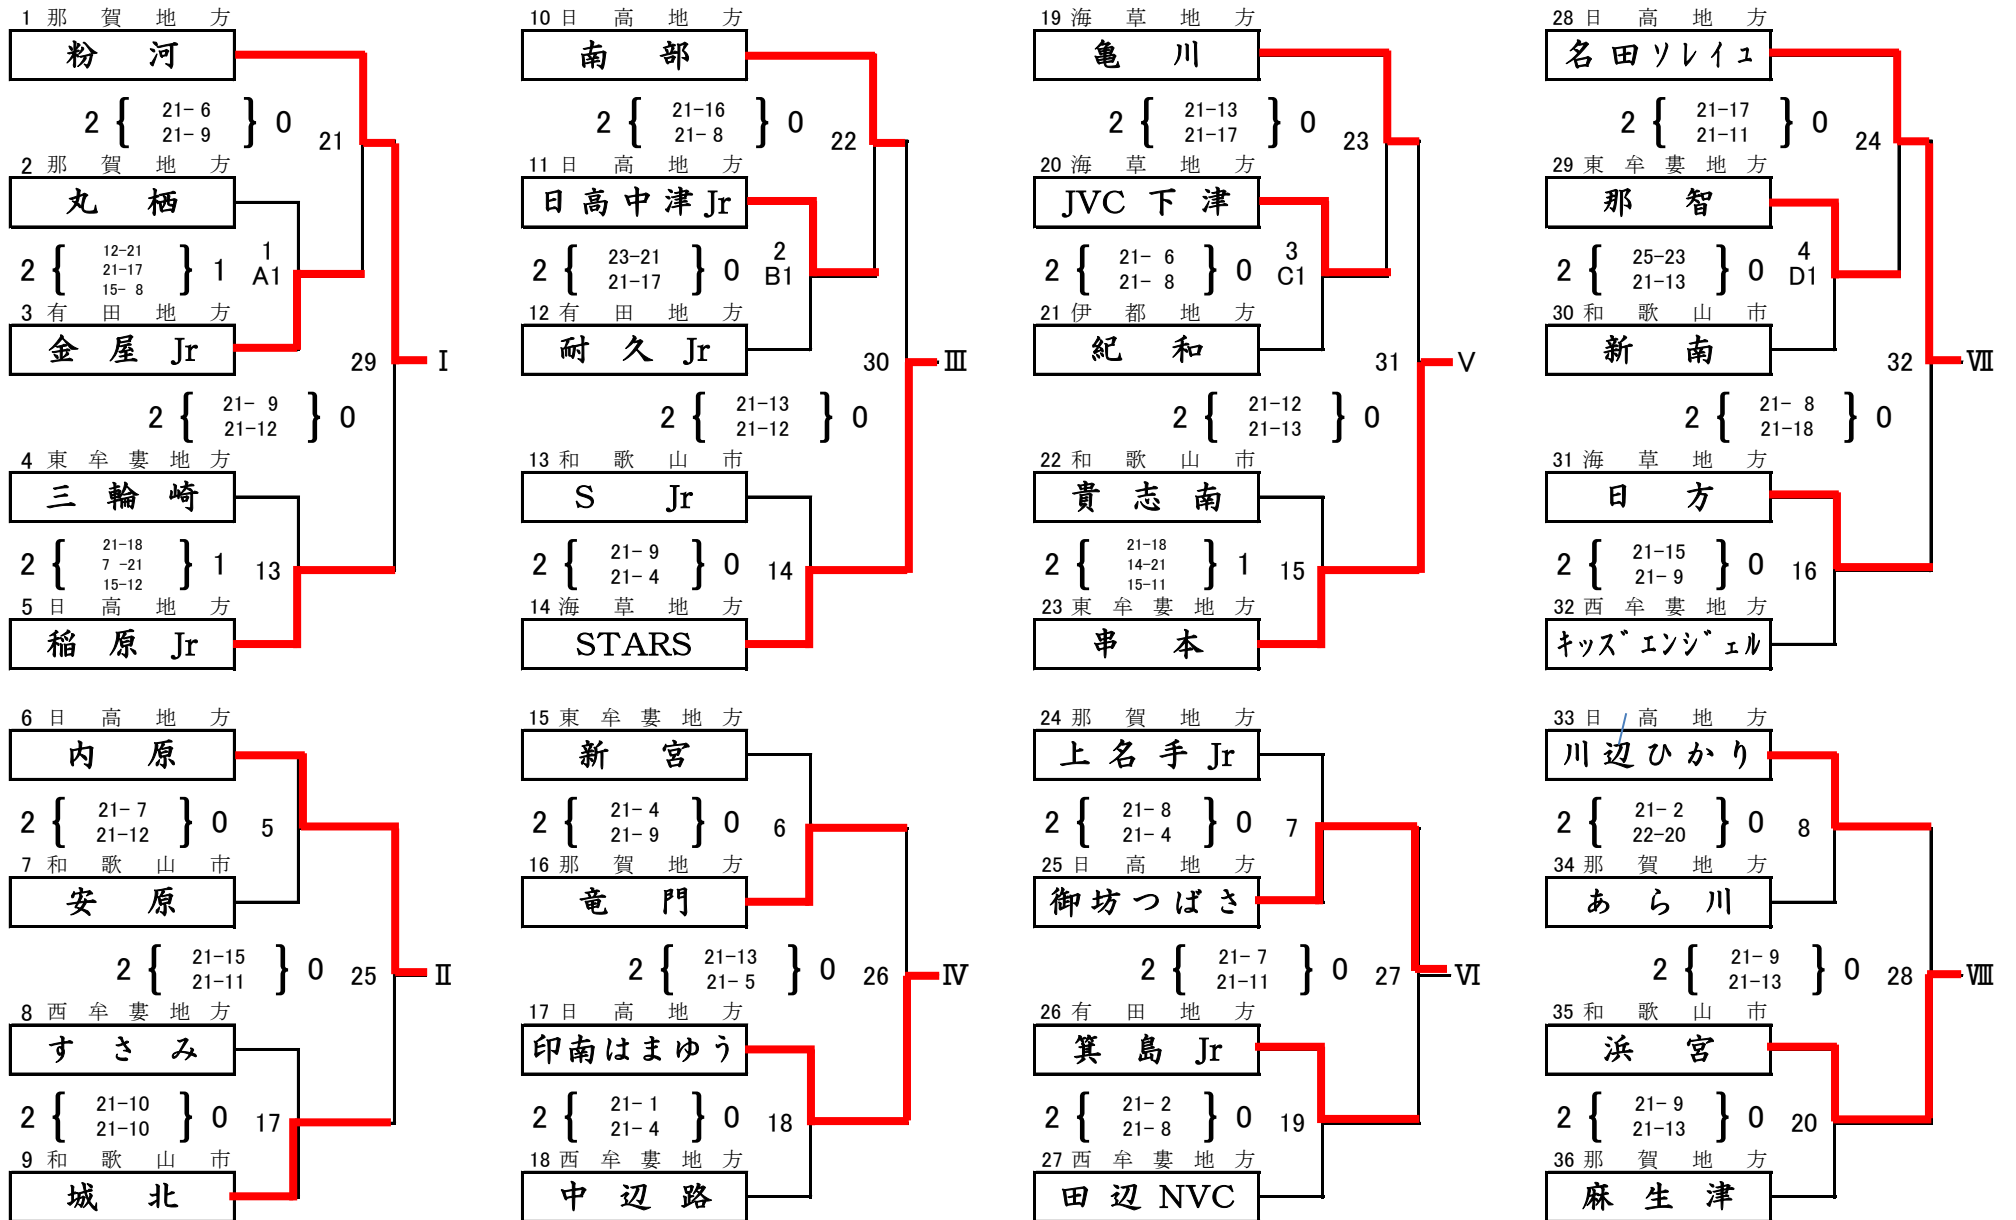 1 那賀地方
粉河
2 { 21- 6 } 0
21- 9
21
2 那賀地方
丸栖
2 { 12-21 } 1
21-17
15- 8
1
A1
3 有田地方
金屋 Jr
29
Ⅰ
2 { 21- 9 } 0
21-12
4 東牟婁地方
三輪崎
2 { 21-18 } 1
7 -21
15-12
13
5 日高地方
稲原 Jr
6 日高地方
内原
2 { 21- 7 } 0
21-12
5
7 和歌山市
安原
2 { 21-15 } 0
21-11
25
Ⅱ
8 西牟婁地方
すさみ
2 { 21-10 } 0
21-10
17
9 和歌山市
城北
10 日高地方
南部
2 { 21-16 } 0
21- 8
22
11 日高地方
日高中津 Jr
2 { 23-21 } 0
21-17
2
B1
12 有田地方
耐久 Jr
30
Ⅲ
2 { 21-13 } 0
21-12
13 和歌山市
S Jr
2 { 21- 9 } 0
21- 4
14
14 海草地方
STARS
15 東牟婁地方
新宮
2 { 21- 4 } 0
21- 9
6
16 那賀地方
竜門
2 { 21-13 } 0
21- 5
26
Ⅳ
17 日高地方
印南はまゆう
2 { 21- 1 } 0
21- 4
18
18 西牟婁地方
中辺路
19 海草地方
亀川
2 { 21-13 } 0
21-17
23
20 海草地方
JVC 下津
2 { 21- 6 } 0
21- 8
3
C1
21 伊都地方
紀和
31
Ⅴ
2 { 21-12 } 0
21-13
22 和歌山市
貴志南
2 { 21-18 } 1
14-21
15-11
15
23 東牟婁地方
串本
24 那賀地方
上名手 Jr
2 { 21- 8 } 0
21- 4
7
25 日高地方
御坊つばさ
2 { 21- 7 } 0
21-11
27
Ⅵ
26 有田地方
箕島 Jr
2 { 21- 2 } 0
21- 8
19
27 西牟婁地方
田辺 NVC
28 日高地方
名田ソレイユ
2 { 21-17 } 0
21-11
24
29 東牟婁地方
那智
2 { 25-23 } 0
21-13
4
D1
30 和歌山市
新南
32
Ⅶ
2 { 21- 8 } 0
21-18
31 海草地方
日方
2 { 21-15 } 0
21- 9
16
32 西牟婁地方
キッズエンジェル
33 日高地方
川辺ひかり
2 { 21- 2 } 0
22-20
8
34 那賀地方
あら川
2 { 21- 9 } 0
21-13
28
Ⅷ
35 和歌山市
浜宮
2 { 21- 9 } 0
21-13
20
36 那賀地方
麻生津